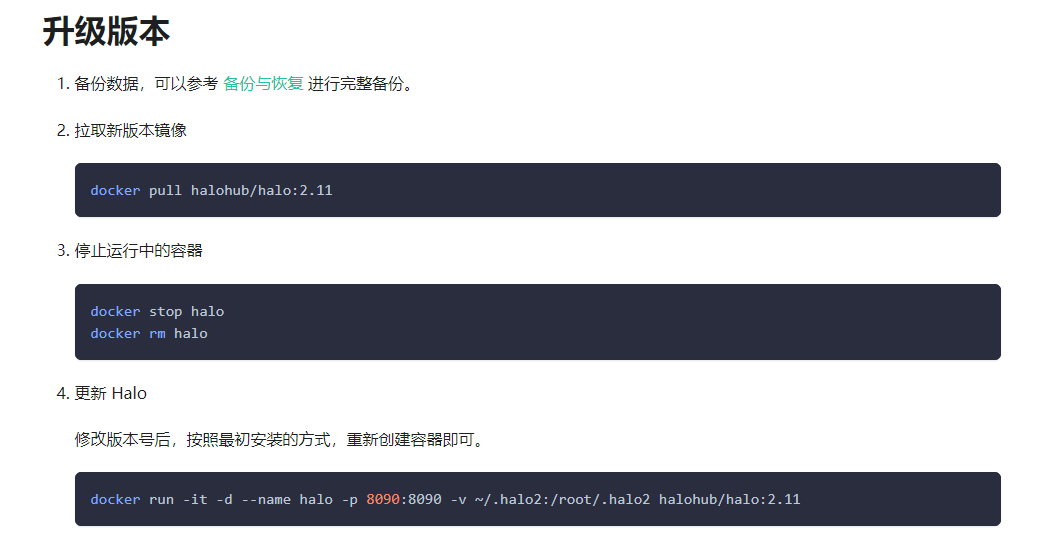 升级版本
1. 备份数据，可以参考 备份与恢复 进行完整备份。
2. 拉取新版本镜像
docker pull halohub/halo:2.11
3. 停止运行中的容器
docker stop halo
docker rm halo
4. 更新 Halo
修改版本号后，按照最初安装的方式，重新创建容器即可。
docker run -it -d --name halo -p 8090:8090 -v ~/.halo2:/root/.halo2 halohub/halo:2.11